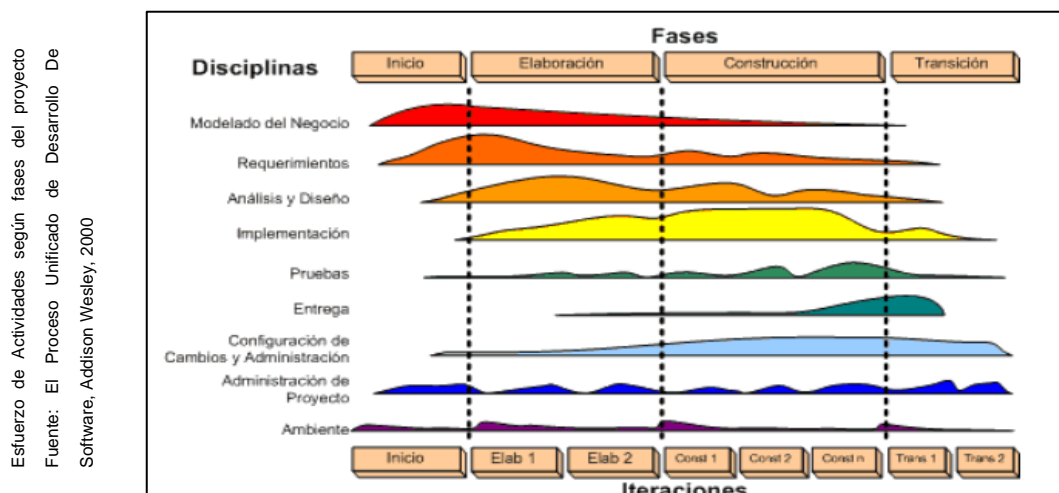 Esfuerzo de Actividades según fases del proyecto
Fuente: El Proceso Unificado de Desarrollo De
Software, Addison Wesley, 2000
Fases
Disciplinas
Inicio
Elaboración
Construcción
Transición
Modelado del Negocio
Requerimientos
Análisis y Diseño
Implementación
Pruebas
Entrega
Configuración de
Cambios y Administración
Administración de
Proyecto
Ambiente
Inicio
Elab 1
Elab 2
Const 1
Const 2
Const n
Trans 1
Trans 2
Iteraciones